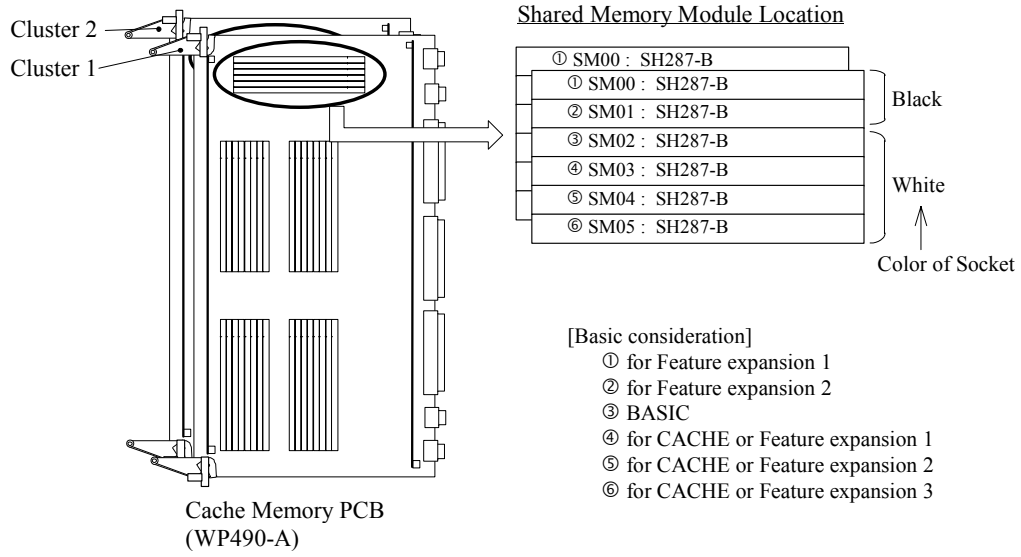 Cluster 2
Cluster 1
Cache Memory PCB
(WP490-A)
Shared Memory Module Location
① SM00 : SH287-B
① SM00 : SH287-B
② SM01 : SH287-B
③ SM02 : SH287-B
④ SM03 : SH287-B
⑤ SM04 : SH287-B
⑥ SM05 : SH287-B
Black
White
Color of Socket
[Basic consideration]
① for Feature expansion 1
② for Feature expansion 2
③ BASIC
④ for CACHE or Feature expansion 1
⑤ for CACHE or Feature expansion 2
⑥ for CACHE or Feature expansion 3